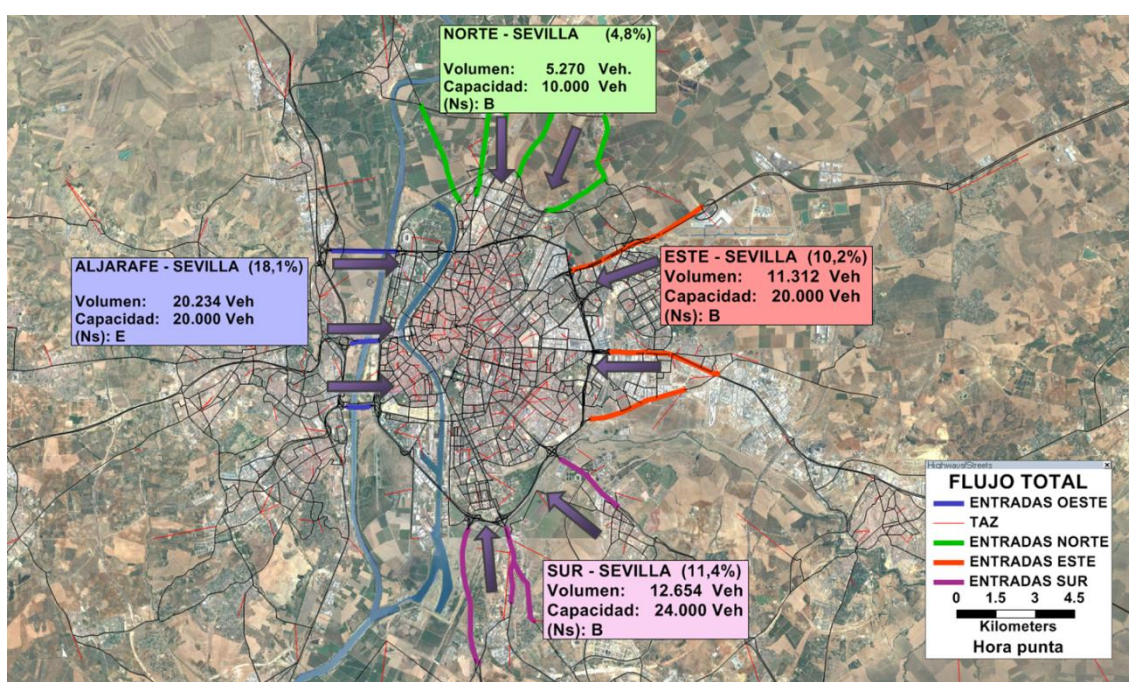 NORTE - SEVILLA (4,8%)
Volumen: 5.270 Veh.
Capacidad: 10.000 Veh
(Ns): B
ALJARAFE - SEVILLA (18,1%)
Volumen: 20.234 Veh
Capacidad: 20.000 Veh
(Ns): E
ESTE - SEVILLA (10,2%)
Volumen: 11.312 Veh
Capacidad: 20.000 Veh
(Ns): B
SUR - SEVILLA (11,4%)
Volumen: 12.654 Veh
Capacidad: 24.000 Veh
(Ns): B
Highways/Streets
FLUJO TOTAL
ENTRADAS OESTE
TAZ
ENTRADAS NORTE
ENTRADAS ESTE
ENTRADAS SUR
0 1.5 3 4.5
Kilometers
Hora punta